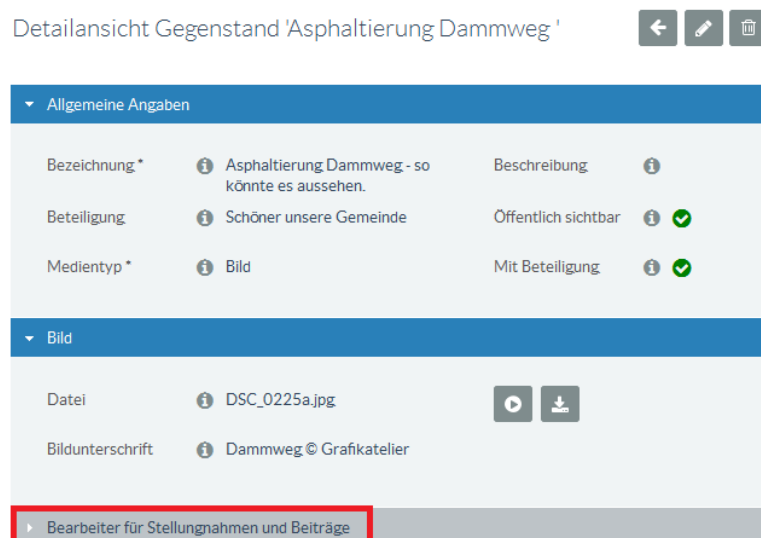 Detailansicht Gegenstand 'Asphaltierung Dammweg '
Allgemeine Angaben
Bezeichnung * Asphaltierung Dammweg - so Beschreibung
könnte es aussehen.
Beteiligung Schöner unsere Gemeinde Öffentlich sichtbar
Medientyp * Bild Mit Beteiligung
Bild
Datei DSC_0225a.jpg
Bildunterschrift Dammweg © Grafikatelier
Bearbeiter für Stellungnahmen und Beiträge